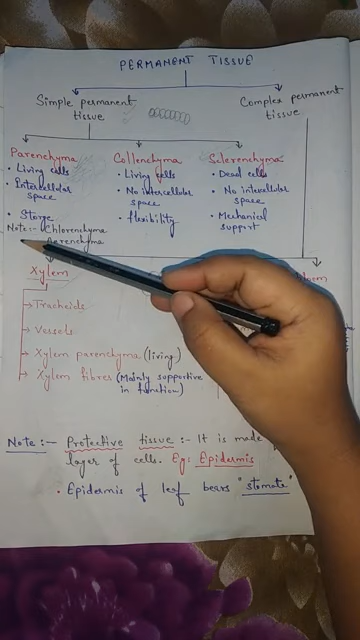 PERMANENT TISSUE
Simple permanent
tissue
Complex permanent
tissue
Parenchyma
• Living cells
• Intercellular
space
• Storge
Note:- Chlorenchyma
Aerenchyma
Collenchyma
• Living cells
• No intercellular
space
• flexibility
Sclerenchyma
• Dead cells
• No intercellular
space
• Mechanical
support
Xylem
→ Tracheids
→ Vessels
→ Xylem parenchyma (living)
→ Xylem fibres (Mainly supportive
in function)
Note :- Protective tissue :- It is made
layer of cells. Eg: Epidermis
• Epidermis of leaf bears "stomata"